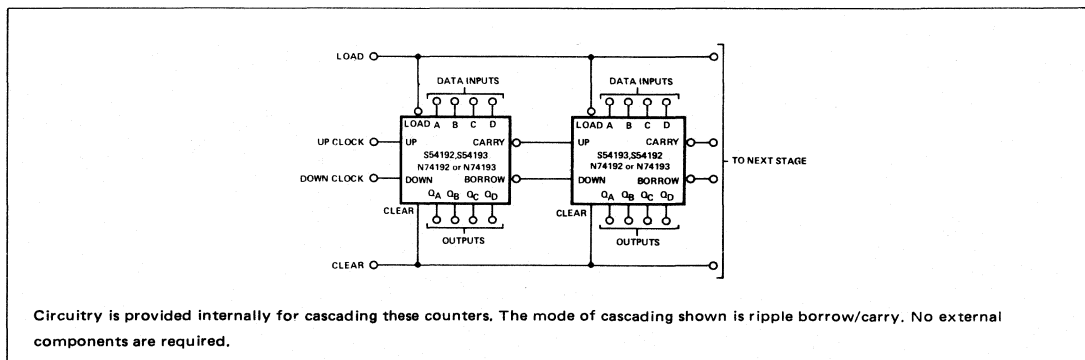 LOAD
DATA INPUTS DATA INPUTS
LOAD A B C D LOAD A B C D
UP CLOCK UP CARRY UP CARRY
S54192,S54193 S54193,S54192
N74192 or N74193 N74192 or N74193
TO NEXT STAGE
DOWN CLOCK DOWN BORROW DOWN BORROW
QA QB QC QD QA QB QC QD
CLEAR CLEAR
OUTPUTS OUTPUTS
CLEAR
Circuitry is provided internally for cascading these counters. The mode of cascading shown is ripple borrow/carry. No external
components are required.